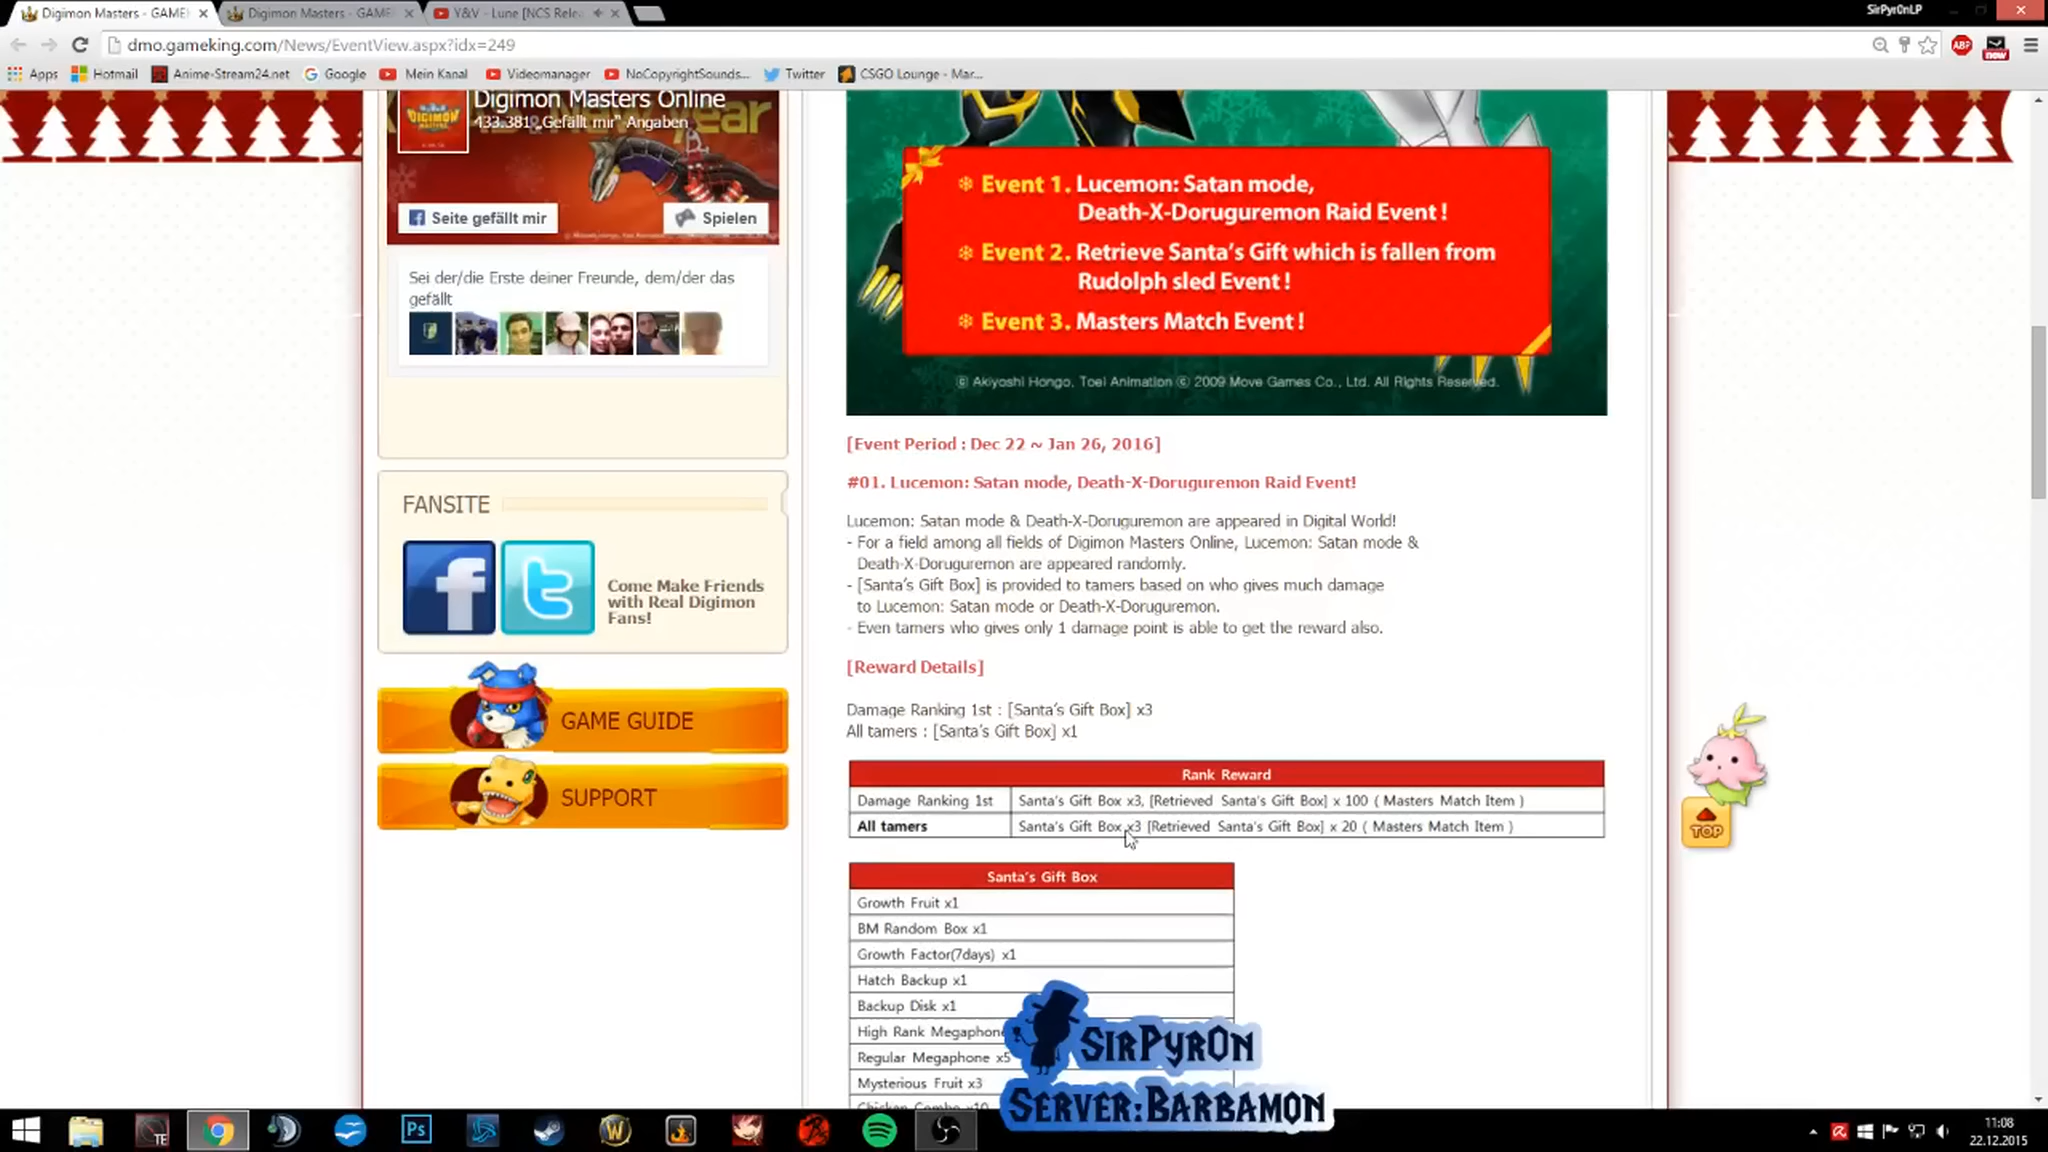 Digimon Masters - GAME
Digimon Masters - GAME
Y&V - Lune [NCS Rele
SirPyr0nLP
dmo.gameking.com/News/EventView.aspx?idx=249
ABP
new
Apps
Hotmail
Anime-Stream24.net
Google
Mein Kanal
Videomanager
NoCopyrightSounds...
Twitter
CSGO Lounge - Mar...
Digimon Masters Online
433.381 „Gefällt mir" Angaben
Seite gefällt mir
Spielen
Sei der/die Erste deiner Freunde, dem/der das
gefällt
FANSITE
Come Make Friends
with Real Digimon
Fans!
GAME GUIDE
SUPPORT
Event 1. Lucemon: Satan mode,
Death-X-Doruguremon Raid Event !
Event 2. Retrieve Santa's Gift which is fallen from
Rudolph sled Event !
Event 3. Masters Match Event !
ⓒ Akiyoshi Hongo, Toei Animation ⓒ 2009 Move Games Co., Ltd. All Rights Reserved.
[Event Period : Dec 22 ~ Jan 26, 2016]
#01. Lucemon: Satan mode, Death-X-Doruguremon Raid Event!
Lucemon: Satan mode & Death-X-Doruguremon are appeared in Digital World!
- For a field among all fields of Digimon Masters Online, Lucemon: Satan mode &
Death-X-Doruguremon are appeared randomly.
- [Santa's Gift Box] is provided to tamers based on who gives much damage
to Lucemon: Satan mode or Death-X-Doruguremon.
- Even tamers who gives only 1 damage point is able to get the reward also.
[Reward Details]
Damage Ranking 1st : [Santa's Gift Box] x3
All tamers : [Santa's Gift Box] x1
Rank Reward
Damage Ranking 1st Santa's Gift Box x3, [Retrieved Santa's Gift Box] x 100 ( Masters Match Item )
All tamers Santa's Gift Box x3 [Retrieved Santa's Gift Box] x 20 ( Masters Match Item )
TOP
Santa's Gift Box
Growth Fruit x1
BM Random Box x1
Growth Factor(7days) x1
Hatch Backup x1
Backup Disk x1
High Rank Megaphone
Regular Megaphone x5
Mysterious Fruit x3
Chicken Combo x10
SirPyr0n
Server:Barbamon
TE
Ps
11:08
22.12.2015